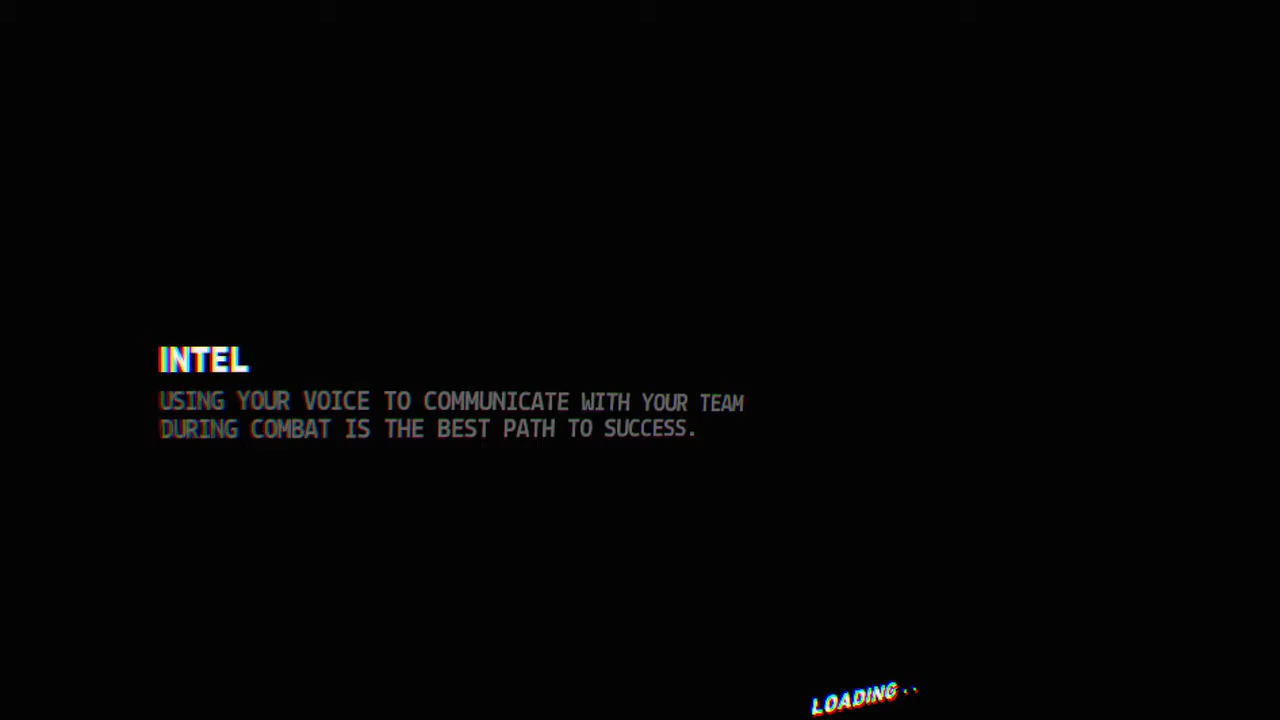 INTEL
USING YOUR VOICE TO COMMUNICATE WITH YOUR TEAM
DURING COMBAT IS THE BEST PATH TO SUCCESS.
LOADING..